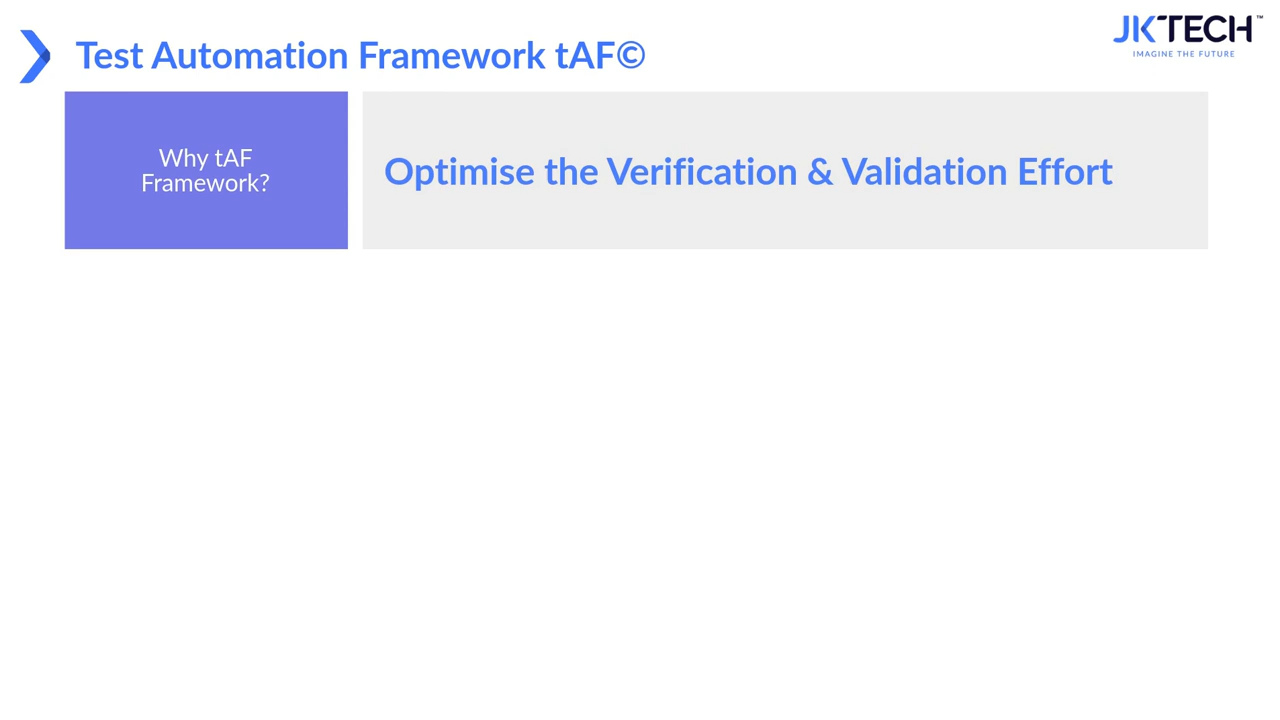 Test Automation Framework tAF©
JKTECH™
IMAGINE THE FUTURE
Why tAF
Framework?
Optimise the Verification & Validation Effort